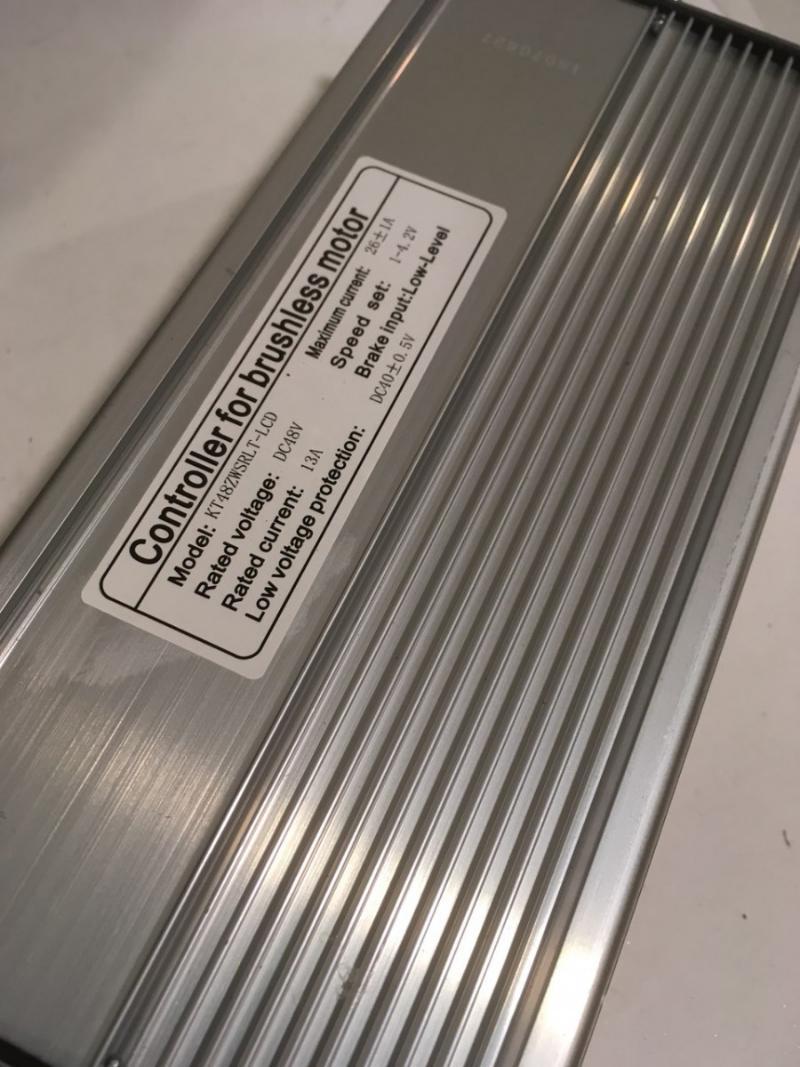 Controller for brushless motor
Model: KT48ZWSRLT-LCD
Maximum current: 26±1A
Rated voltage: DC48V
Speed set: 1-4.2V
Rated current: 13A
Brake input:Low-Level
Low voltage protection: DC40±0.5V